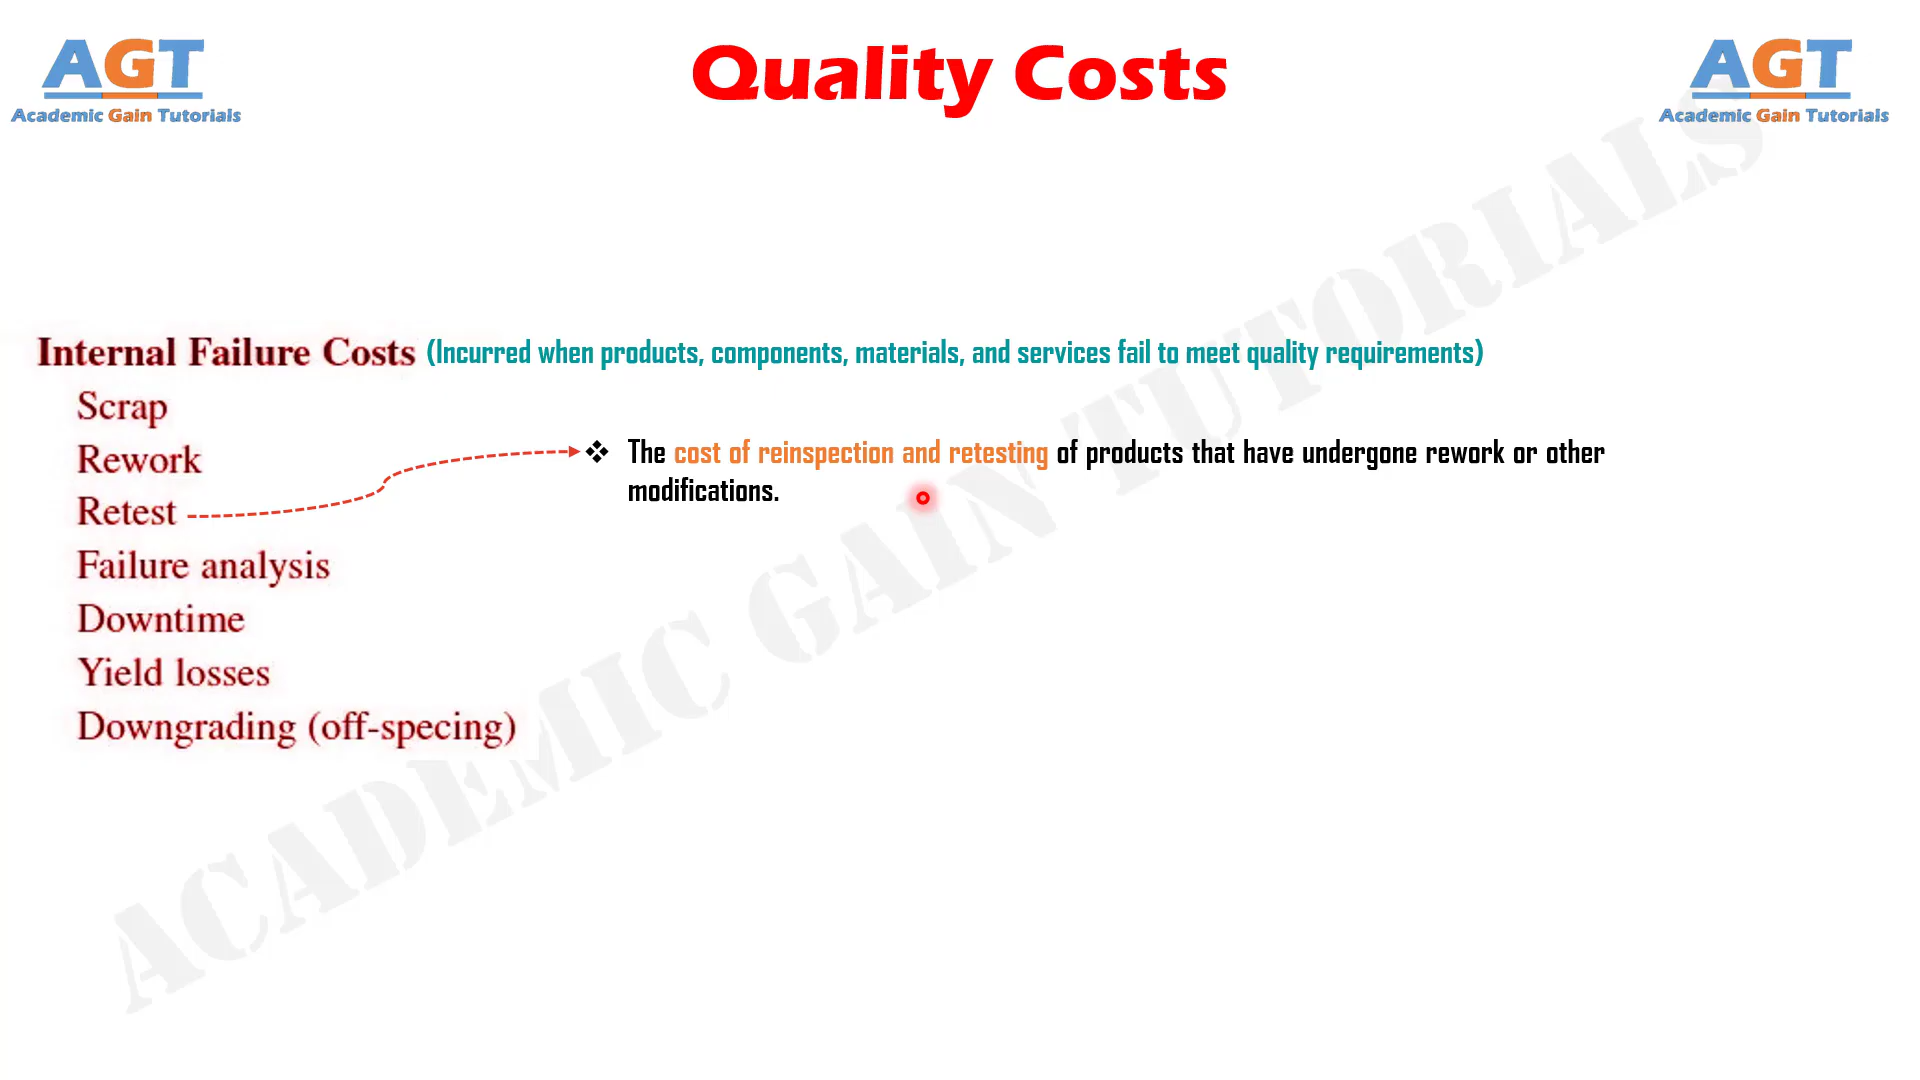 AGT
Academic Gain Tutorials
Quality Costs
AGT
Academic Gain Tutorials
Internal Failure Costs (Incurred when products, components, materials, and services fail to meet quality requirements)
Scrap
Rework
Retest
Failure analysis
Downtime
Yield losses
Downgrading (off-specing)
❖ The cost of reinspection and retesting of products that have undergone rework or other
modifications.
ACADEMIC GAIN TUTORIALS